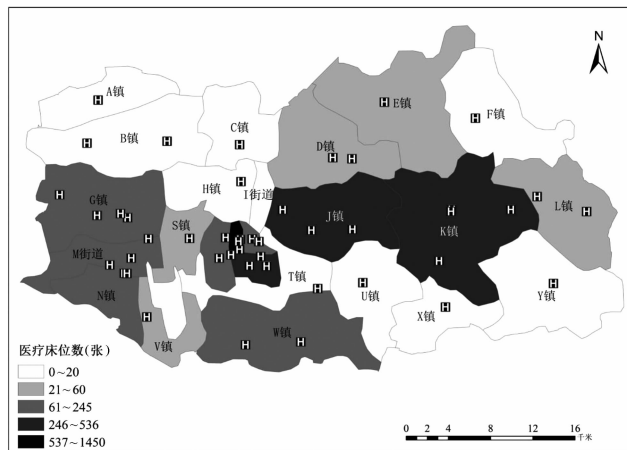 N
A镇
B镇
C镇
D镇
E镇
F镇
G镇
H镇
I街道
J镇
K镇
L镇
M街道
N镇
S镇
T镇
U镇
V镇
W镇
X镇
Y镇
医疗床位数(张)
0~20
21~60
61~245
246~536
537~1450
0 2 4 8 12 16
千米